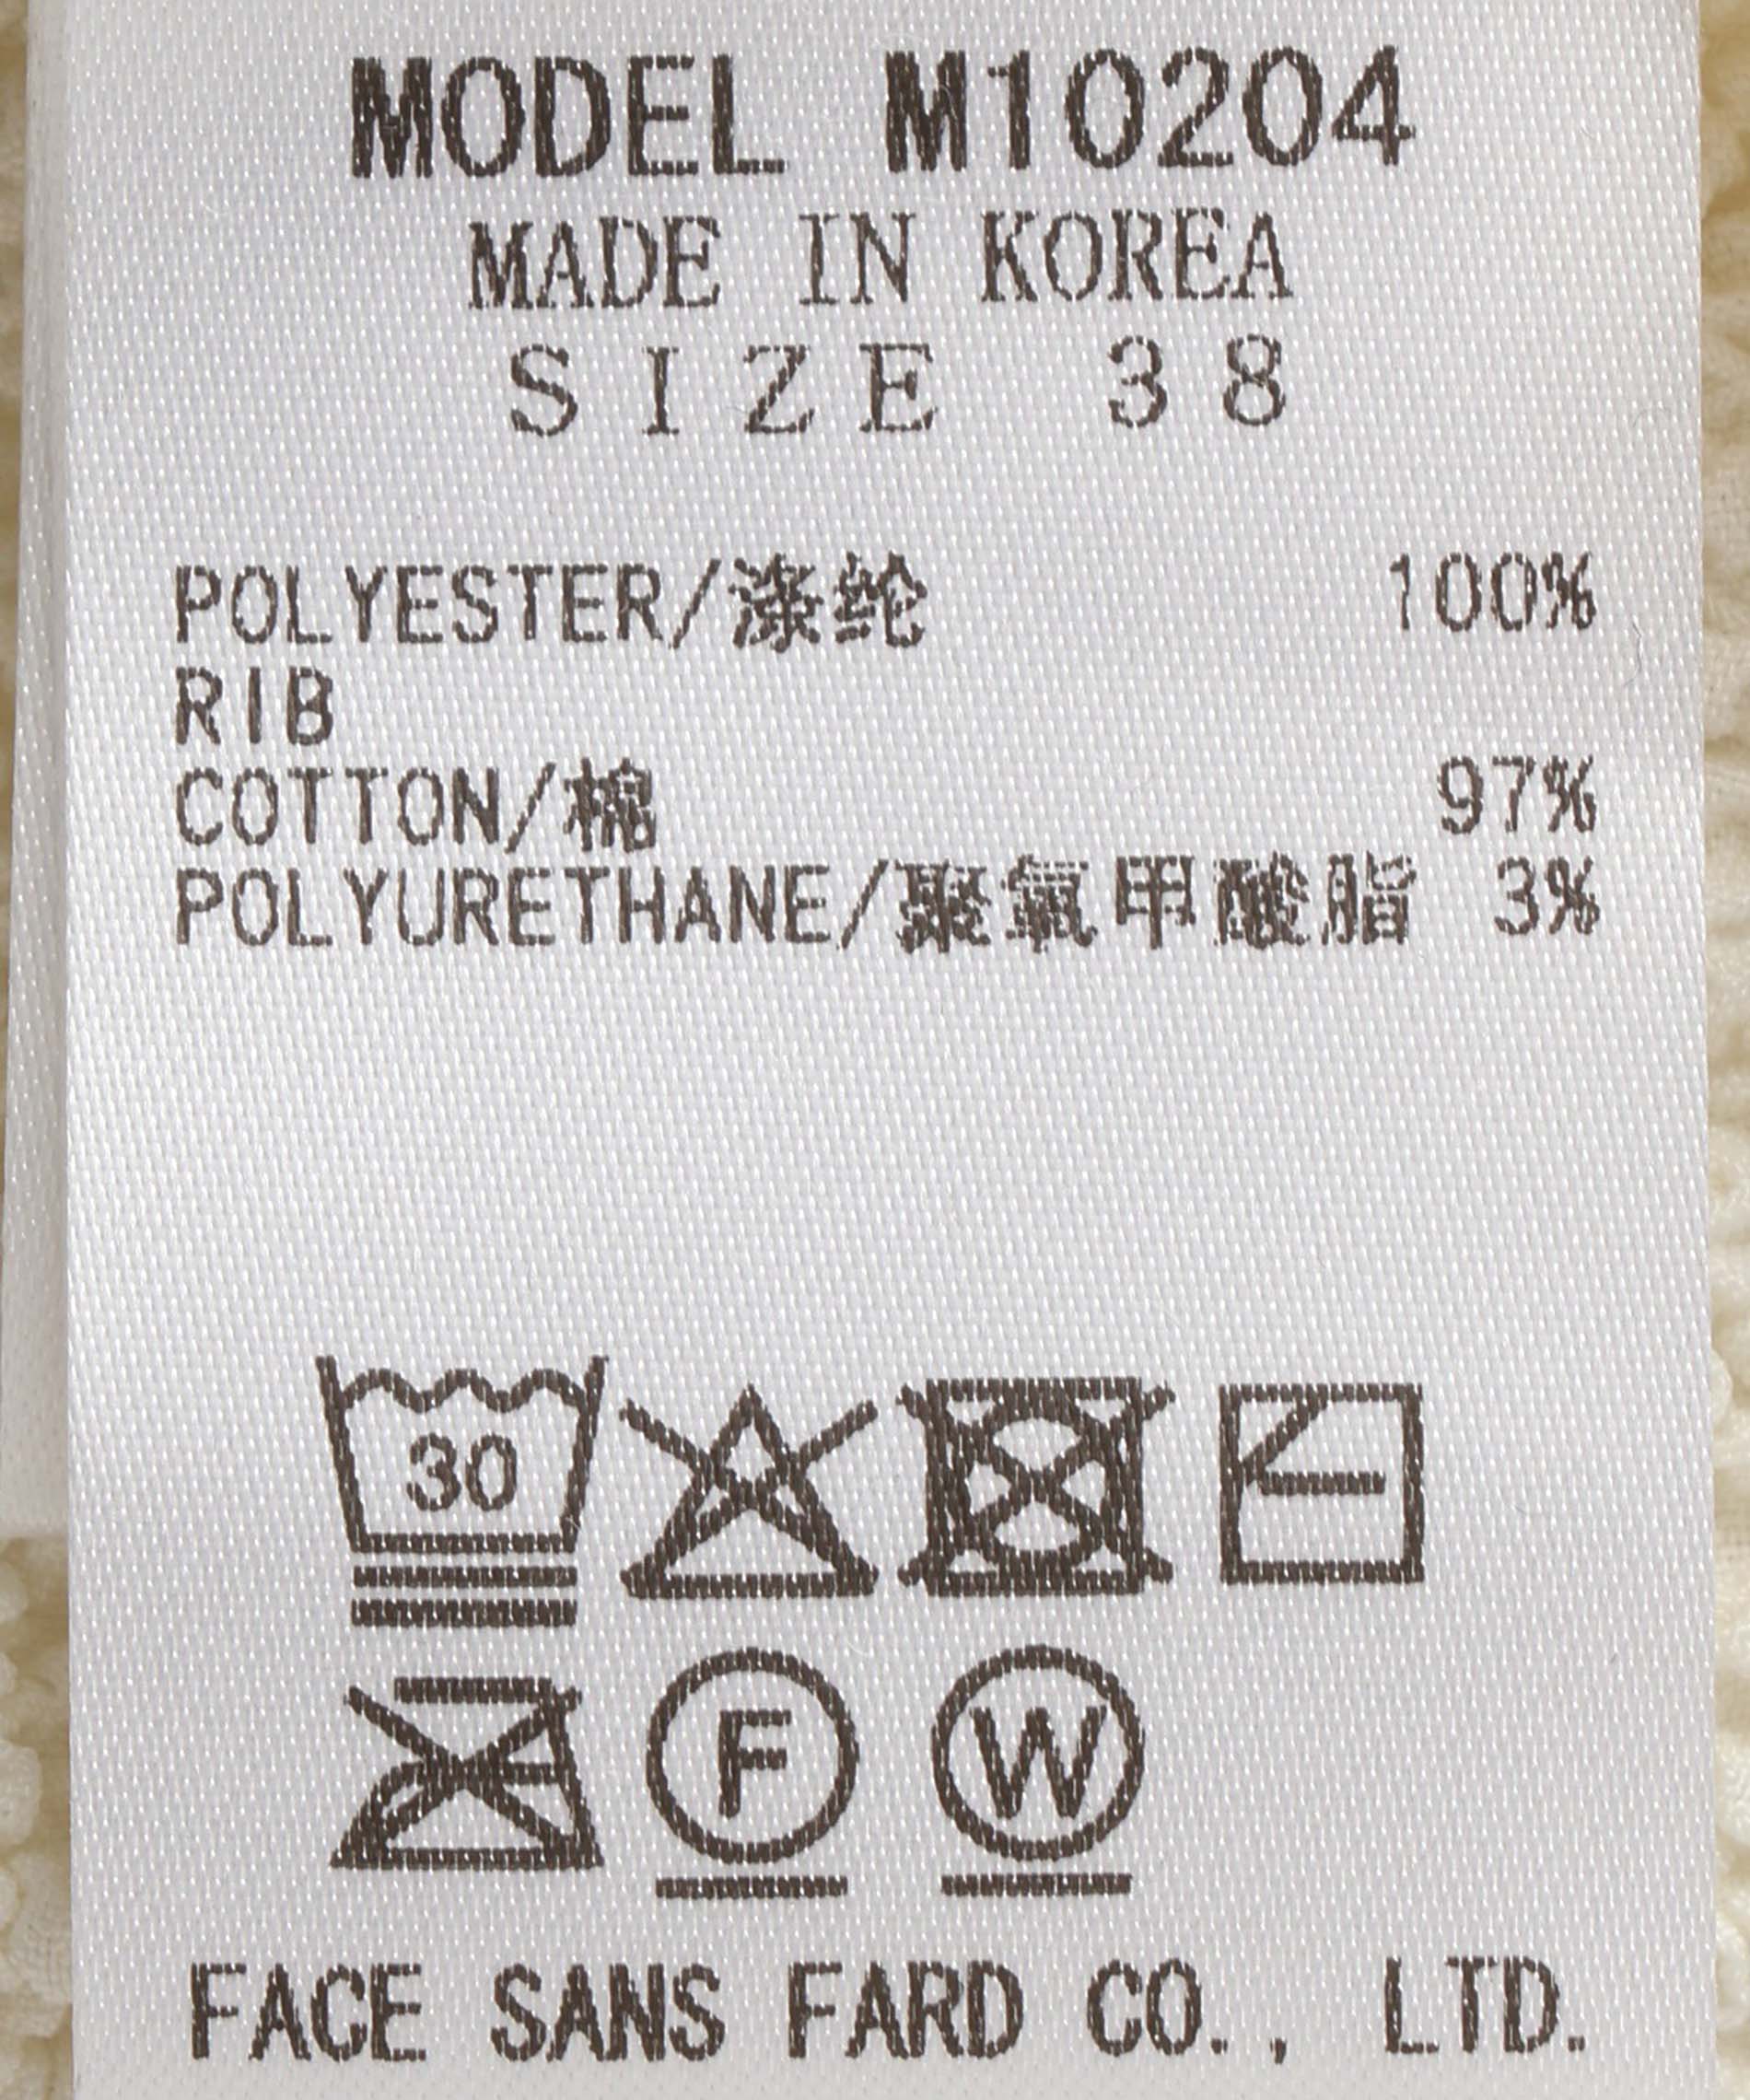 MODEL M10204
MADE IN KOREA
SIZE 38
POLYESTER/涤纶 100%
RIB
COTTON/棉 97%
POLYURETHANE/聚氧甲酸脂 3%
30
F W
FACE SANS FARD CO., LTD.